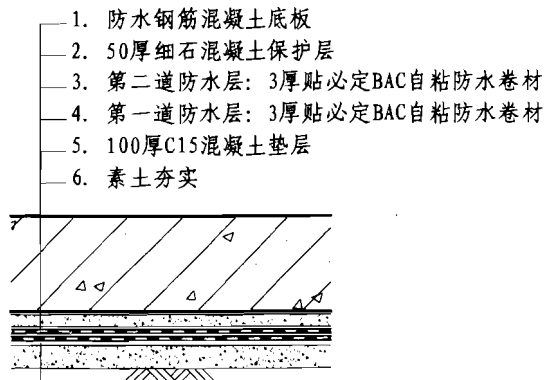 1. 防水钢筋混凝土底板
2. 50厚细石混凝土保护层
3. 第二道防水层: 3厚贴必定BAC自粘防水卷材
4. 第一道防水层: 3厚贴必定BAC自粘防水卷材
5. 100厚C15混凝土垫层
6. 素土夯实